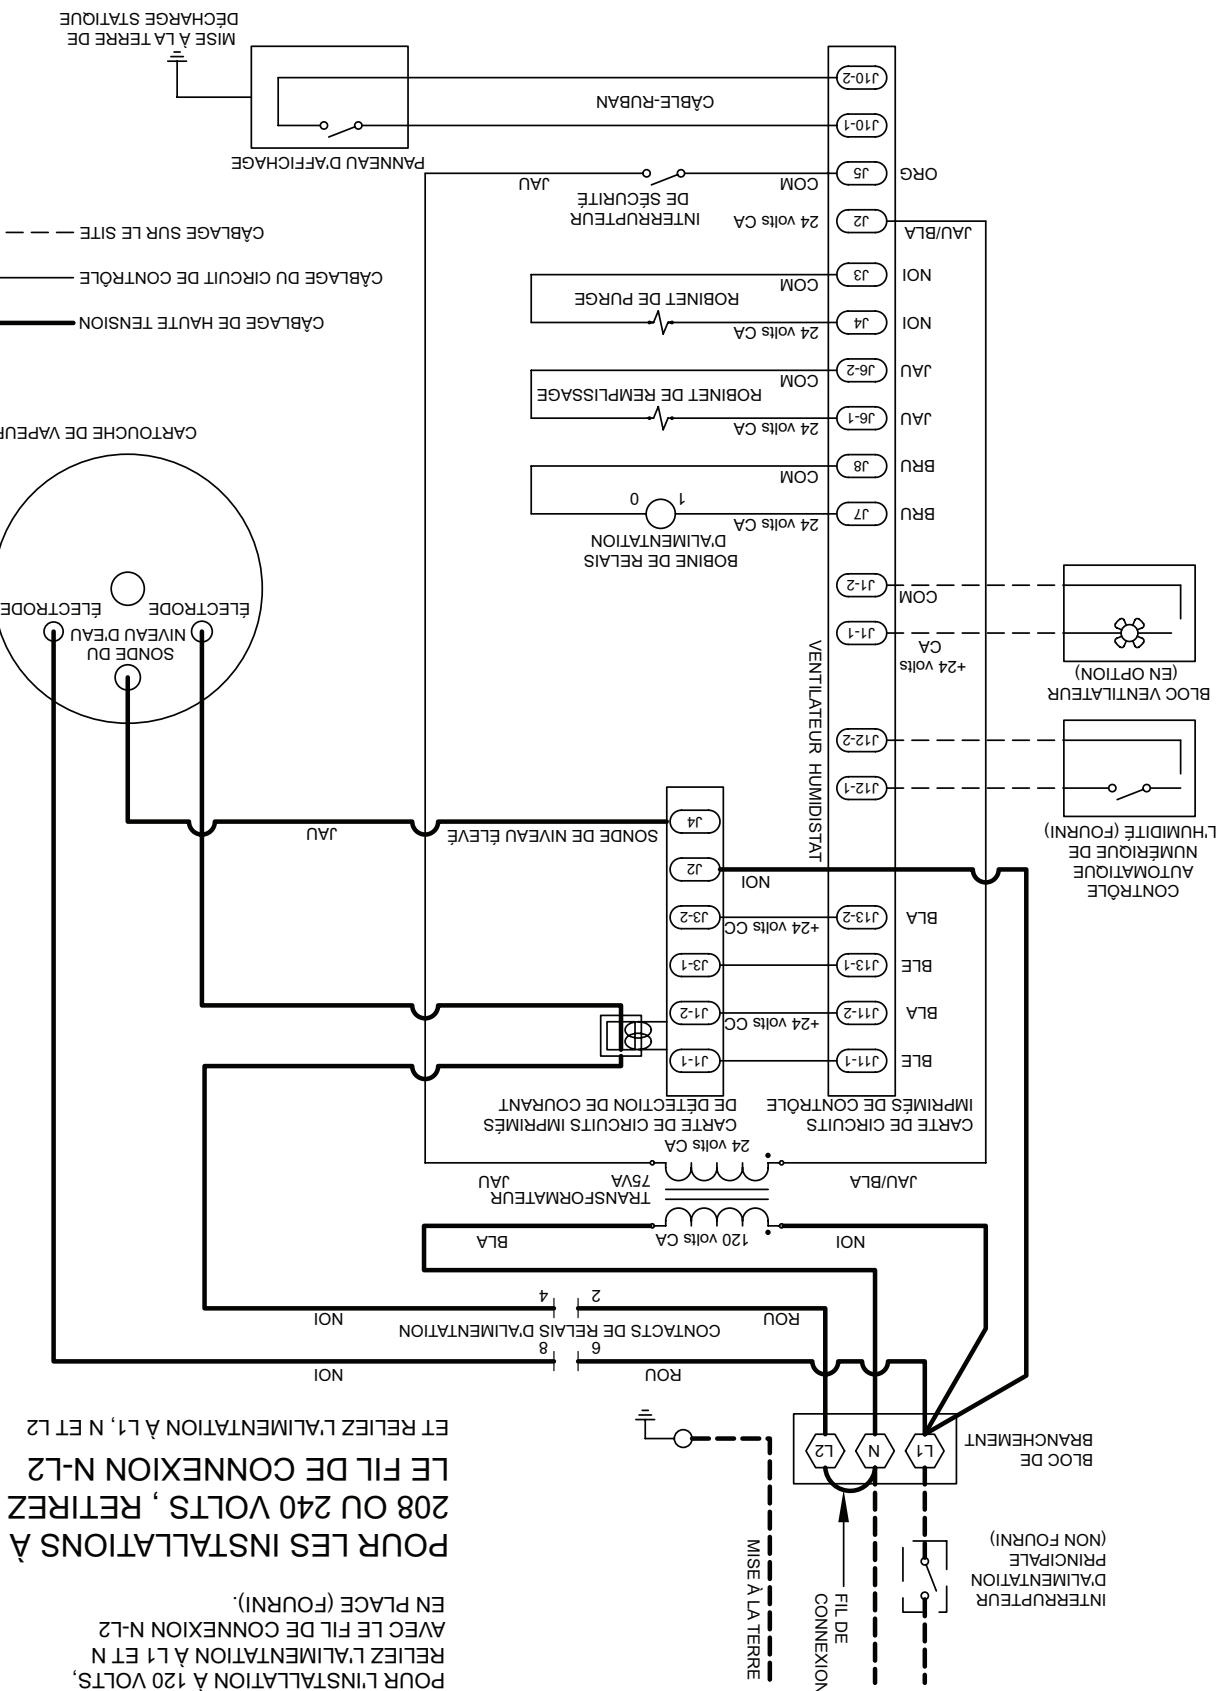 POUR L'INSTALLATION À 120 VOLTS,
RELIEZ L'ALIMENTATION À L1 ET N
AVEC LE FIL DE CONNEXION N-L2
EN PLACE (FOURNI).
POUR LES INSTALLATIONS À
208 OU 240 VOLTS , RETIREZ
LE FIL DE CONNEXION N-L2
ET RELIEZ L'ALIMENTATION À L1, N ET L2
INTERRUPTEUR
D'ALIMENTATION
PRINCIPALE
(NON FOURNI)
FIL DE
CONNEXION
MISE À LA TERRE
BLOC DE
BRANCHEMENT
L1
N
L2
ROU
6
8
NOI
CONTACTS DE RELAIS D'ALIMENTATION
ROU
2
4
NOI
NOI
120 volts CA
BLA
TRANSFORMATEUR
75VA
JAU/BLA
24 volts CA
JAU
CARTE DE CIRCUITS
IMPRIMÉS DE CONTRÔLE
CARTE DE CIRCUITS IMPRIMÉS
DE DÉTECTION DE COURANT
BLE
J11-1
J1-1
BLA
J11-2
+24 volts CC
J1-2
BLE
J13-1
J3-1
BLA
J13-2
+24 volts CC
J3-2
NOI
J2
J4
SONDE DE NIVEAU ÉLEVÉ
JAU
CONTRÔLE
AUTOMATIQUE
NUMÉRIQUE DE
L'HUMIDITÉ (FOURNI)
J12-1
J12-2
VENTILATEUR HUMIDISTAT
BLOC VENTILATEUR
(EN OPTION)
+24 volts
CA
J1-1
COM
J1-2
SONDE DU
NIVEAU D'EAU
ÉLECTRODE
ÉLECTRODE
CARTOUCHE DE VAPEUR
BOBINE DE RELAIS
D'ALIMENTATION
BRU
J7
24 volts CA
1
0
BRU
J8
COM
JAU
J6-1
24 volts CA
ROBINET DE REMPLISSAGE
JAU
J6-2
COM
NOI
J4
24 volts CA
ROBINET DE PURGE
NOI
J3
COM
JAU/BLA
J2
24 volts CA
INTERRUPTEUR
DE SÉCURITÉ
ORG
J5
COM
JAU
CÂBLAGE DE HAUTE TENSION
CÂBLAGE DU CIRCUIT DE CONTRÔLE
CÂBLAGE SUR LE SITE
PANNEAU D'AFFICHAGE
J10-1
CÂBLE-RUBAN
J10-2
MISE À LA TERRE DE
DÉCHARGE STATIQUE